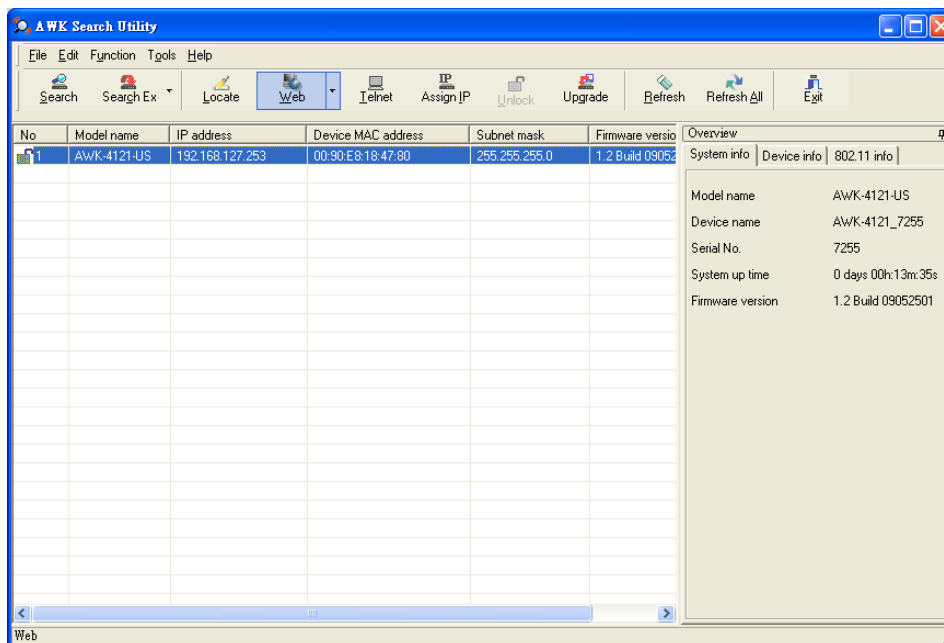 AWK Search Utility
File Edit Function Tools Help
Search Search Ex Locate Web Telnet Assign IP Unlock Upgrade Refresh Refresh All Exit
No Model name IP address Device MAC address Subnet mask Firmware versio
1 AWK-4121-US 192.168.127.253 00:90:E8:18:47:80 255.255.255.0 1.2 Build 09052
Overview
System info Device info 802.11 info
Model name AWK-4121-US
Device name AWK-4121_7255
Serial No. 7255
System up time 0 days 00h:13m:35s
Firmware version 1.2 Build 09052501
Web